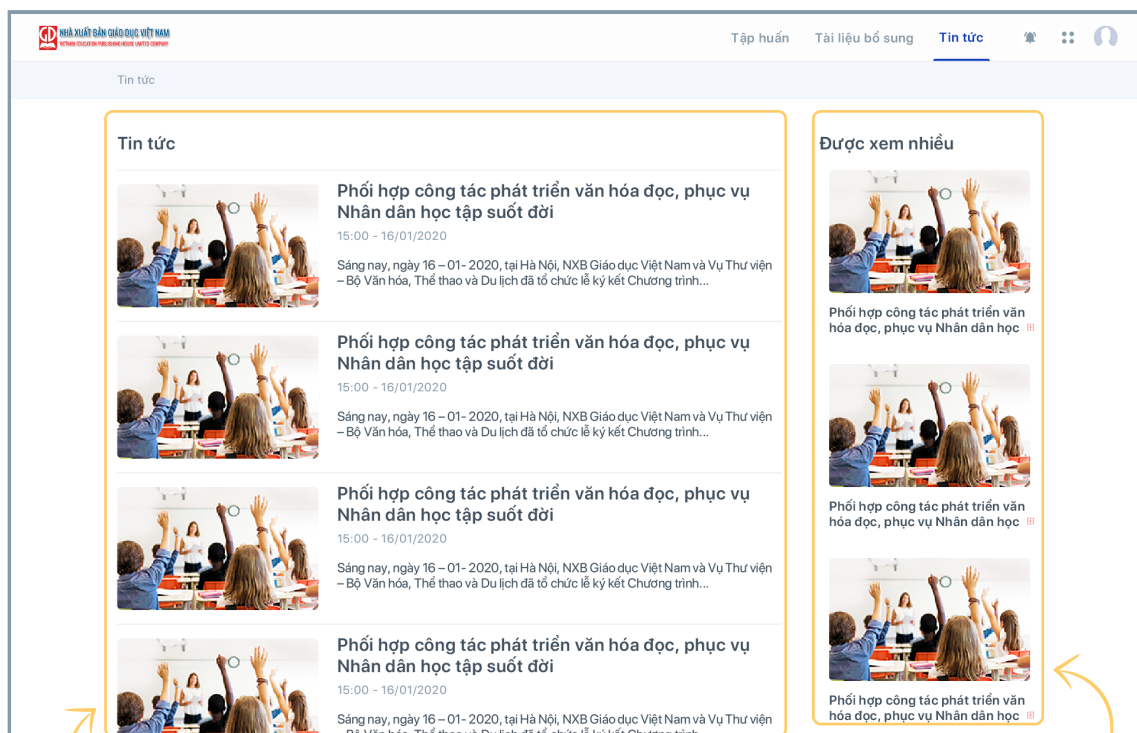 NHÀ XUẤT BẢN GIÁO DỤC VIỆT NAM
VIETNAM EDUCATION PUBLISHING HOUSE LIMITED COMPANY
Tập huấn
Tài liệu bổ sung
Tin tức
Tin tức
Tin tức
Phối hợp công tác phát triển văn hóa đọc, phục vụ
Nhân dân học tập suốt đời
15:00 - 16/01/2020
Sáng nay, ngày 16 – 01- 2020, tại Hà Nội, NXB Giáo dục Việt Nam và Vụ Thư viện
– Bộ Văn hóa, Thể thao và Du lịch đã tổ chức lễ ký kết Chương trình...
Phối hợp công tác phát triển văn hóa đọc, phục vụ
Nhân dân học tập suốt đời
15:00 - 16/01/2020
Sáng nay, ngày 16 – 01- 2020, tại Hà Nội, NXB Giáo dục Việt Nam và Vụ Thư viện
– Bộ Văn hóa, Thể thao và Du lịch đã tổ chức lễ ký kết Chương trình...
Phối hợp công tác phát triển văn hóa đọc, phục vụ
Nhân dân học tập suốt đời
15:00 - 16/01/2020
Sáng nay, ngày 16 – 01- 2020, tại Hà Nội, NXB Giáo dục Việt Nam và Vụ Thư viện
– Bộ Văn hóa, Thể thao và Du lịch đã tổ chức lễ ký kết Chương trình...
Phối hợp công tác phát triển văn hóa đọc, phục vụ
Nhân dân học tập suốt đời
15:00 - 16/01/2020
Sáng nay, ngày 16 – 01- 2020, tại Hà Nội, NXB Giáo dục Việt Nam và Vụ Thư viện
Được xem nhiều
Phối hợp công tác phát triển văn
hóa đọc, phục vụ Nhân dân học
Phối hợp công tác phát triển văn
hóa đọc, phục vụ Nhân dân học
Phối hợp công tác phát triển văn
hóa đọc, phục vụ Nhân dân học